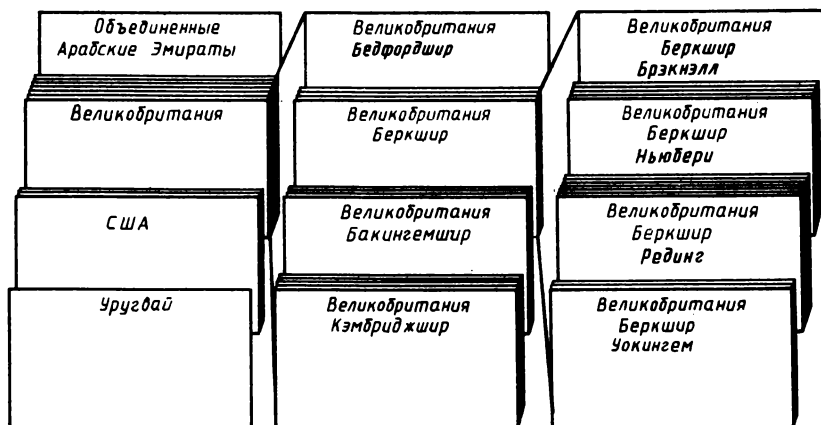 Объединенные
Арабские Эмираты
Великобритания
США
Уругвай
Великобритания
Бедфордшир
Великобритания
Беркшир
Великобритания
Бакингемшир
Великобритания
Кэмбриджшир
Великобритания
Беркшир
Брэкнэлл
Великобритания
Беркшир
Ньюбери
Великобритания
Беркшир
Рединг
Великобритания
Беркшир
Уокингем